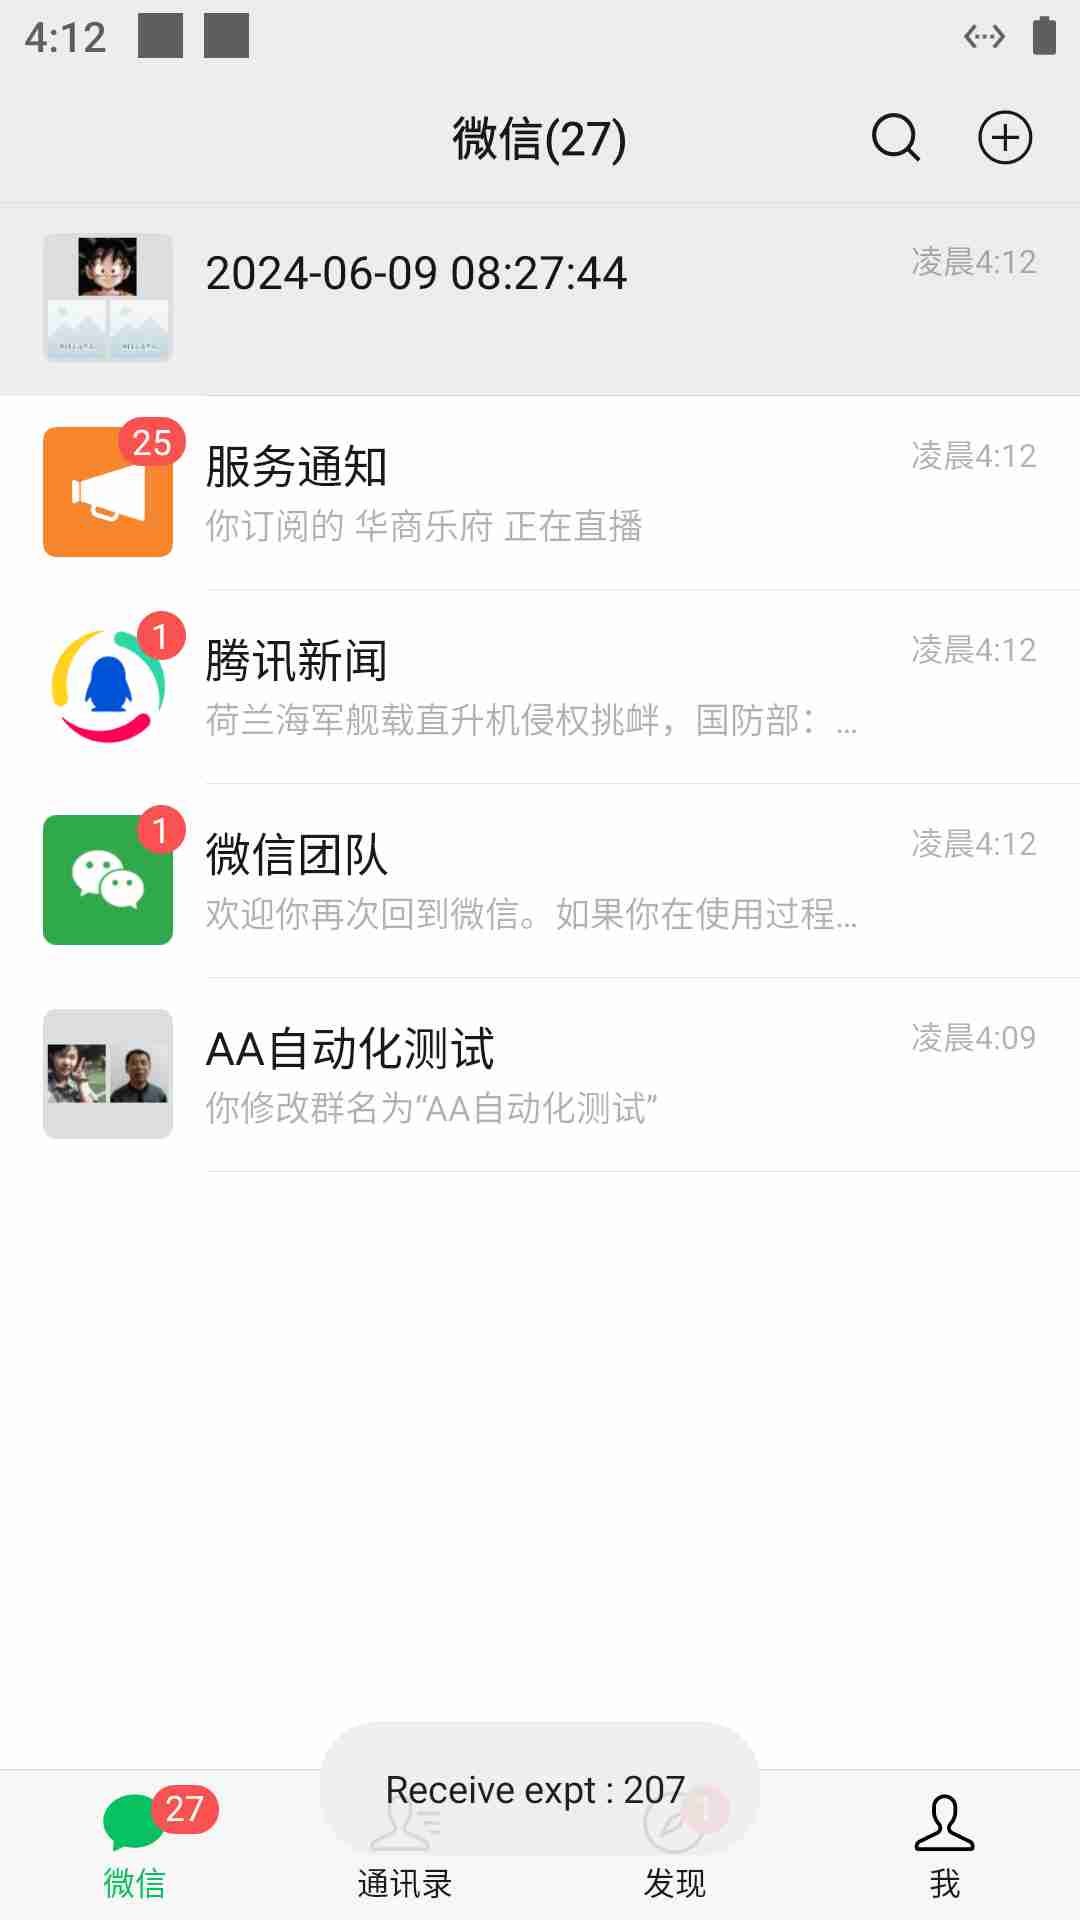 4:12
微信(27)
2024-06-09 08:27:44
凌晨4:12
25
服务通知
凌晨4:12
你订阅的 华商乐府 正在直播
1
腾讯新闻
凌晨4:12
荷兰海军舰载直升机侵权挑衅，国防部：...
1
微信团队
凌晨4:12
欢迎你再次回到微信。如果你在使用过程...
AA自动化测试
凌晨4:09
你修改群名为“AA自动化测试”
Receive expt : 207
27
1
微信
通讯录
发现
我